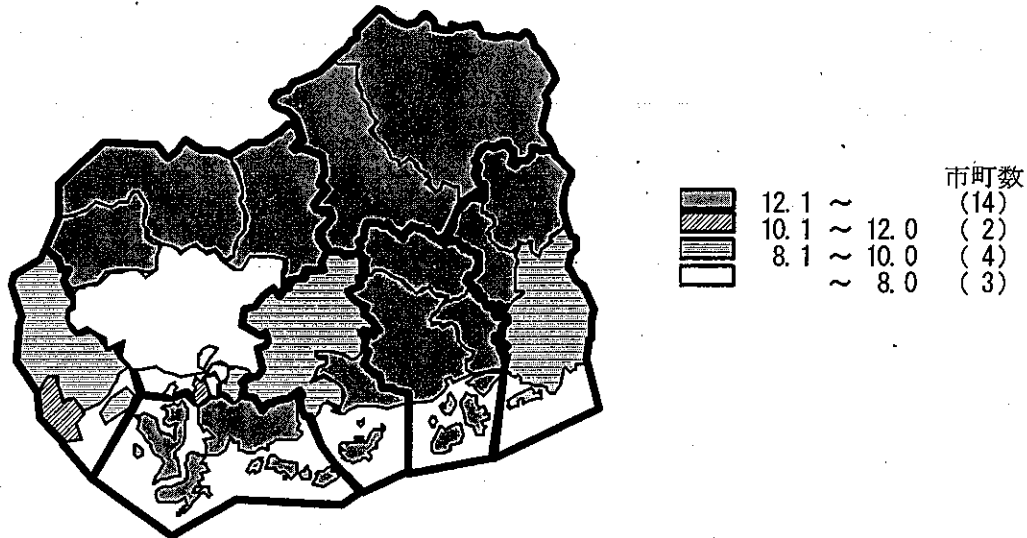 市町数
12.1 ～ (14)
10.1 ～ 12.0 ( 2)
8.1 ～ 10.0 ( 4)
～ 8.0 ( 3)